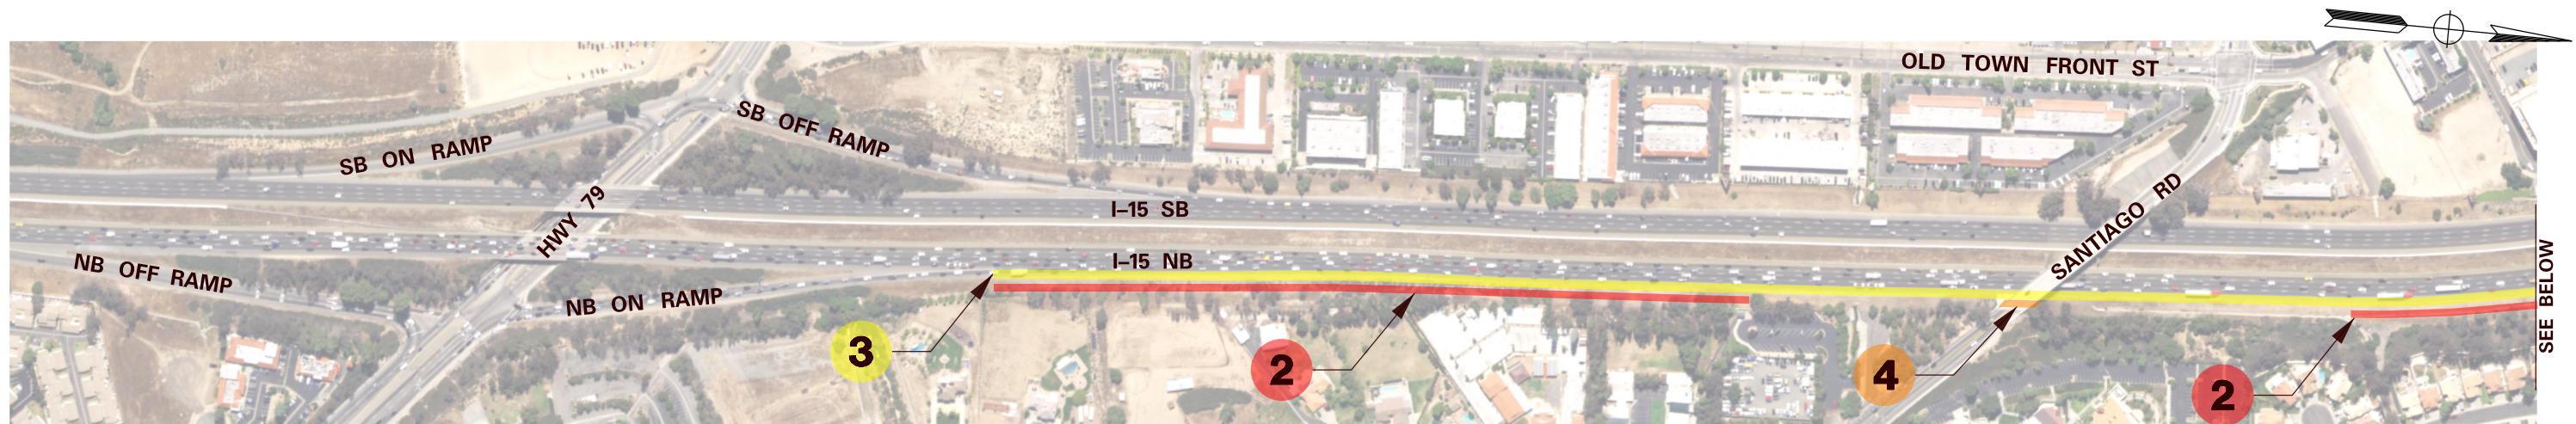 OLD TOWN FRONT ST
SB OFF RAMP
SB ON RAMP
HWY 79
I-15 SB
SANTIAGO RD
I-15 NB
NB OFF RAMP
NB ON RAMP
SEE BELOW
3
2
4
2